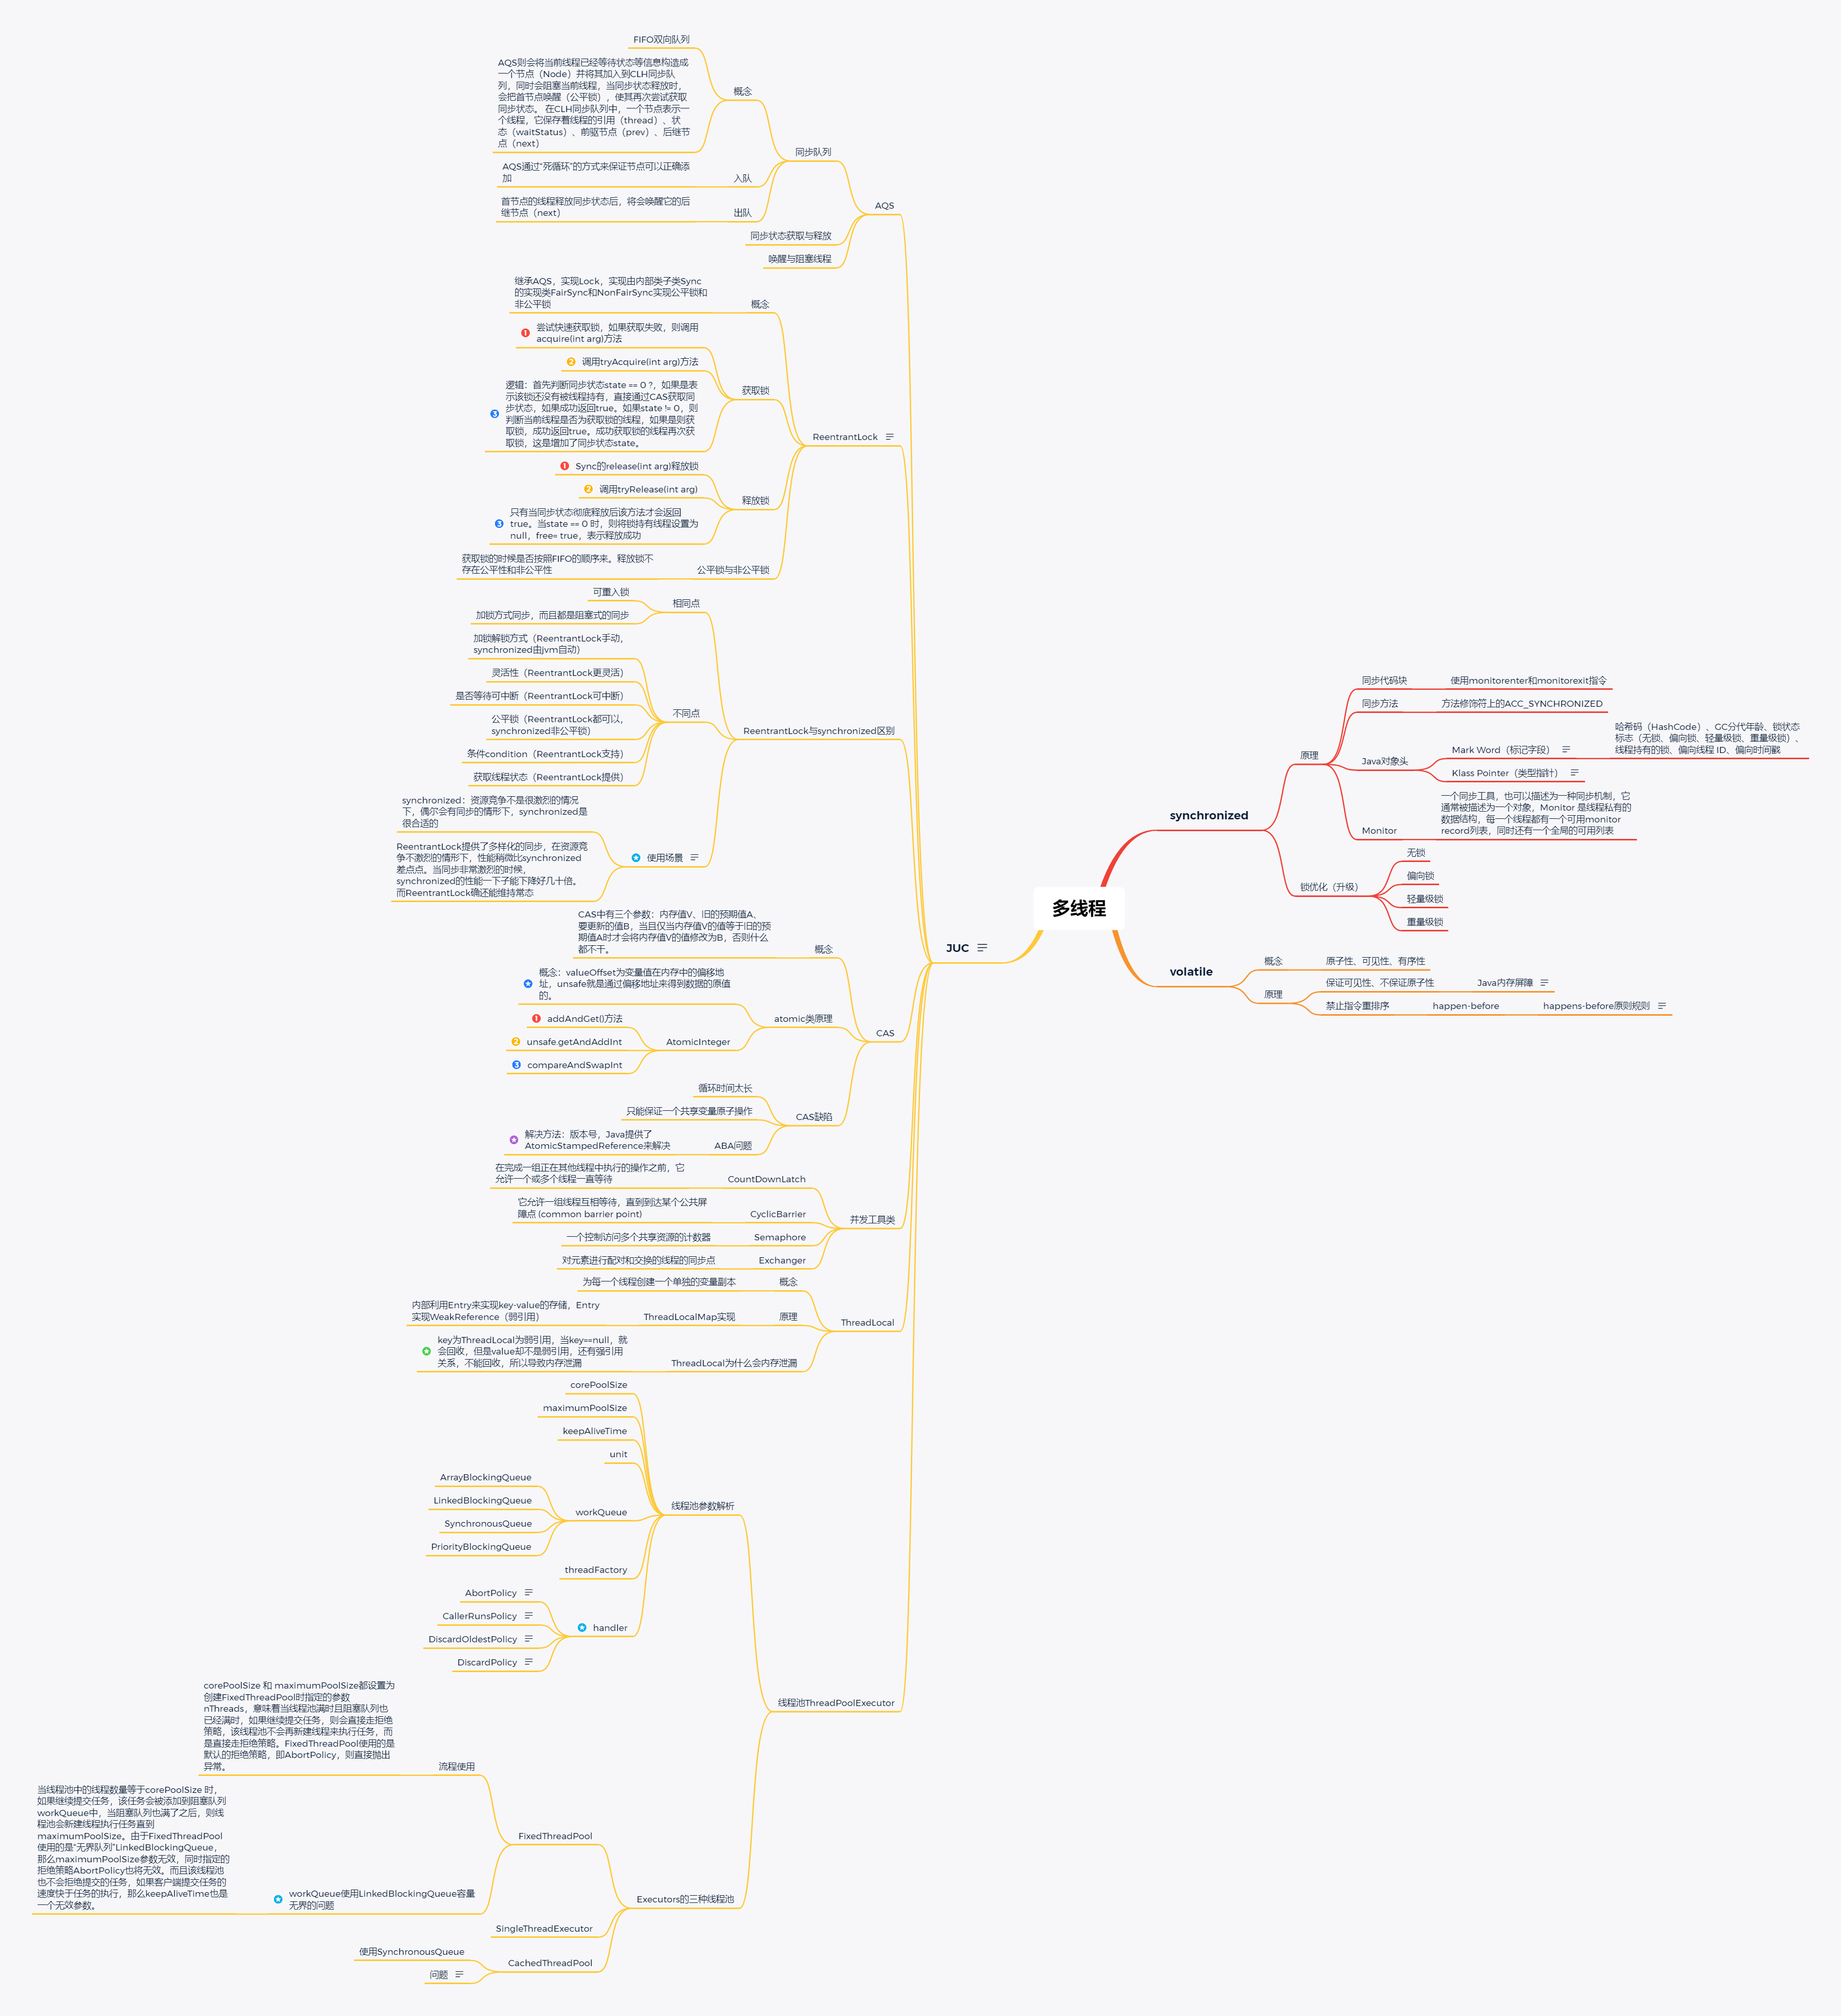 多线程
synchronized
原理
同步代码块
使用monitorenter和monitorexit指令
同步方法
方法修饰符上的ACC_SYNCHRONIZED
Java对象头
Mark Word（标记字段）
哈希码（HashCode）、GC分代年龄、锁状态
标志（无锁、偏向锁、轻量级锁、重量级锁）、
线程持有的锁、偏向线程 ID、偏向时间戳
Klass Pointer（类型指针）
Monitor
一个同步工具，也可以描述为一种同步机制，它
通常被描述为一个对象，Monitor 是线程私有的
数据结构，每一个线程都有一个可用monitor
record列表，同时还有一个全局的可用列表
锁优化（升级）
无锁
偏向锁
轻量级锁
重量级锁
volatile
概念
原子性、可见性、有序性
原理
保证可见性、不保证原子性
Java内存屏障
禁止指令重排序
happen-before
happens-before原则规则
JUC
AQS
同步队列
概念
FIFO双向队列
AQS则会将当前线程已经等待状态等信息构造成
一个节点（Node）并将其加入到CLH同步队
列，同时会阻塞当前线程，当同步状态释放时，
会把首节点唤醒（公平锁），使其再次尝试获取
同步状态。 在CLH同步队列中，一个节点表示一
个线程，它保存着线程的引用（thread）、状
态（waitStatus）、前驱节点（prev）、后继节
点（next）
入队
AQS通过“死循环”的方式来保证节点可以正确添
加
出队
首节点的线程释放同步状态后，将会唤醒它的后
继节点（next）
同步状态获取与释放
唤醒与阻塞线程
ReentrantLock
概念
继承AQS，实现Lock，实现由内部类子类Sync
的实现类FairSync和NonFairSync实现公平锁和
非公平锁
获取锁
1 尝试快速获取锁，如果获取失败，则调用
acquire(int arg)方法
2 调用tryAcquire(int arg)方法
3 逻辑：首先判断同步状态state == 0 ?，如果是表
示该锁还没有被线程持有，直接通过CAS获取同
步状态，如果成功返回true。如果state != 0，则
判断当前线程是否为获取锁的线程，如果是则获
取锁，成功返回true。成功获取锁的线程再次获
取锁，这是增加了同步状态state。
释放锁
1 Sync的release(int arg)释放锁
2 调用tryRelease(int arg)
3 只有当同步状态彻底释放后该方法才会返回
true。当state == 0 时，则将锁持有线程设置为
null，free= true，表示释放成功
公平锁与非公平锁
获取锁的时候是否按照FIFO的顺序来。释放锁不
存在公平性和非公平性
ReentrantLock与synchronized区别
相同点
可重入锁
加锁方式同步，而且都是阻塞式的同步
不同点
加锁解锁方式（ReentrantLock手动，
synchronized由jvm自动）
灵活性（ReentrantLock更灵活）
是否等待可中断（ReentrantLock可中断）
公平锁（ReentrantLock都可以，
synchronized非公平锁）
条件condition（ReentrantLock支持）
获取线程状态（ReentrantLock提供）
使用场景
synchronized：资源竞争不是很激烈的情况
下，偶尔会有同步的情形下，synchronized是
很合适的
ReentrantLock提供了多样化的同步，在资源竞
争不激烈的情形下，性能稍微比synchronized
差点点。当同步非常激烈的时候，
synchronized的性能一下子能下降好几十倍。
而ReentrantLock确还能维持常态
CAS
概念
CAS中有三个参数：内存值V、旧的预期值A、
要更新的值B，当且仅当内存值V的值等于旧的预
期值A时才会将内存值V的值修改为B，否则什么
都不干。
atomic类原理
概念：valueOffset为变量值在内存中的偏移地
址，unsafe就是通过偏移地址来得到数据的原值
的。
AtomicInteger
1 addAndGet()方法
2 unsafe.getAndAddInt
3 compareAndSwapInt
CAS缺陷
循环时间太长
只能保证一个共享变量原子操作
ABA问题
解决方法：版本号，Java提供了
AtomicStampedReference来解决
并发工具类
CountDownLatch
在完成一组正在其他线程中执行的操作之前，它
允许一个或多个线程一直等待
CyclicBarrier
它允许一组线程互相等待，直到到达某个公共屏
障点 (common barrier point)
Semaphore
一个控制访问多个共享资源的计数器
Exchanger
对元素进行配对和交换的线程的同步点
ThreadLocal
概念
为每一个线程创建一个单独的变量副本
原理
ThreadLocalMap实现
内部利用Entry来实现key-value的存储，Entry
实现WeakReference（弱引用）
ThreadLocal为什么会内存泄漏
key为ThreadLocal为弱引用，当key==null，就
会回收，但是value却不是弱引用，还有强引用
关系，不能回收，所以导致内存泄漏
线程池ThreadPoolExecutor
线程池参数解析
corePoolSize
maximumPoolSize
keepAliveTime
unit
workQueue
ArrayBlockingQueue
LinkedBlockingQueue
SynchronousQueue
PriorityBlockingQueue
threadFactory
handler
AbortPolicy
CallerRunsPolicy
DiscardOldestPolicy
DiscardPolicy
Executors的三种线程池
FixedThreadPool
流程使用
corePoolSize 和 maximumPoolSize都设置为
创建FixedThreadPool时指定的参数
nThreads，意味着当线程池满时且阻塞队列也
已经满时，如果继续提交任务，则会直接走拒绝
策略，该线程池不会再新建线程来执行任务，而
是直接走拒绝策略。FixedThreadPool使用的是
默认的拒绝策略，即AbortPolicy，则直接抛出
异常。
workQueue使用LinkedBlockingQueue容量
无界的问题
当线程池中的线程数量等于corePoolSize 时，
如果继续提交任务，该任务会被添加到阻塞队列
workQueue中，当阻塞队列也满了之后，则线
程池会新建线程执行任务直到
maximumPoolSize。由于FixedThreadPool
使用的是“无界队列”LinkedBlockingQueue，
那么maximumPoolSize参数无效，同时指定的
拒绝策略AbortPolicy也将无效。而且该线程池
也不会拒绝提交的任务，如果客户端提交任务的
速度快于任务的执行，那么keepAliveTime也是
一个无效参数。
SingleThreadExecutor
CachedThreadPool
使用SynchronousQueue
问题